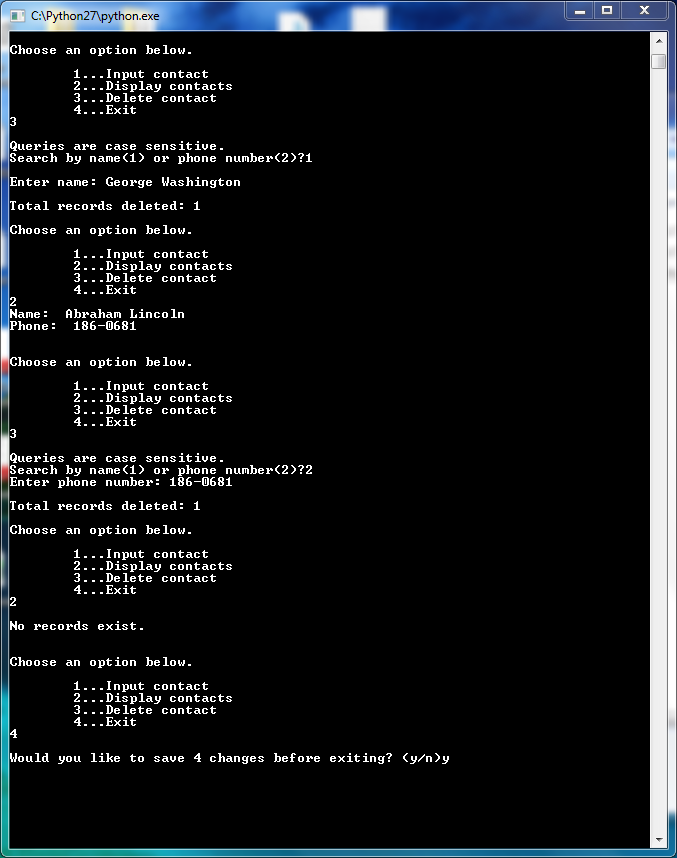 C:\Python27\python.exe
Choose an option below.
1...Input contact
2...Display contacts
3...Delete contact
4...Exit
3
Queries are case sensitive.
Search by name(1) or phone number(2)?1
Enter name: George Washington
Total records deleted: 1
Choose an option below.
1...Input contact
2...Display contacts
3...Delete contact
4...Exit
2
Name:  Abraham Lincoln
Phone:  186-0681
Choose an option below.
1...Input contact
2...Display contacts
3...Delete contact
4...Exit
3
Queries are case sensitive.
Search by name(1) or phone number(2)?2
Enter phone number: 186-0681
Total records deleted: 1
Choose an option below.
1...Input contact
2...Display contacts
3...Delete contact
4...Exit
2
No records exist.
Choose an option below.
1...Input contact
2...Display contacts
3...Delete contact
4...Exit
4
Would you like to save 4 changes before exiting? (y/n)y